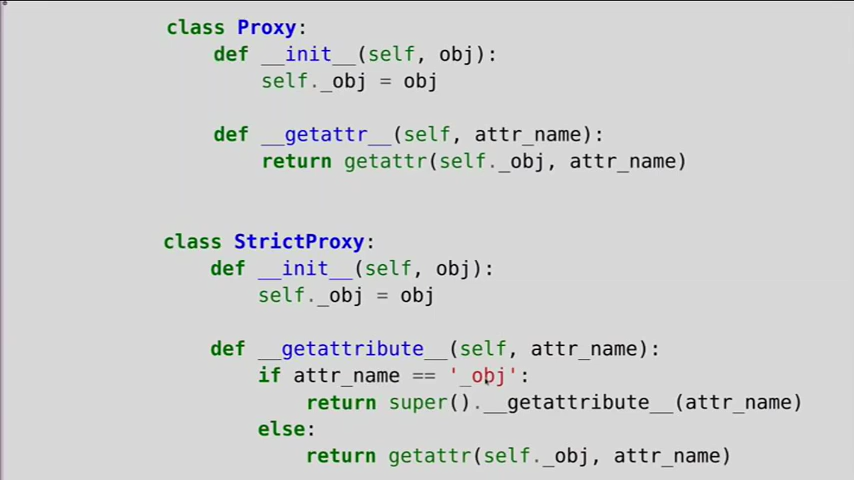 class Proxy:
def __init__(self, obj):
self._obj = obj
def __getattr__(self, attr_name):
return getattr(self._obj, attr_name)
class StrictProxy:
def __init__(self, obj):
self._obj = obj
def __getattribute__(self, attr_name):
if attr_name == '_obj':
return super().__getattribute__(attr_name)
else:
return getattr(self._obj, attr_name)